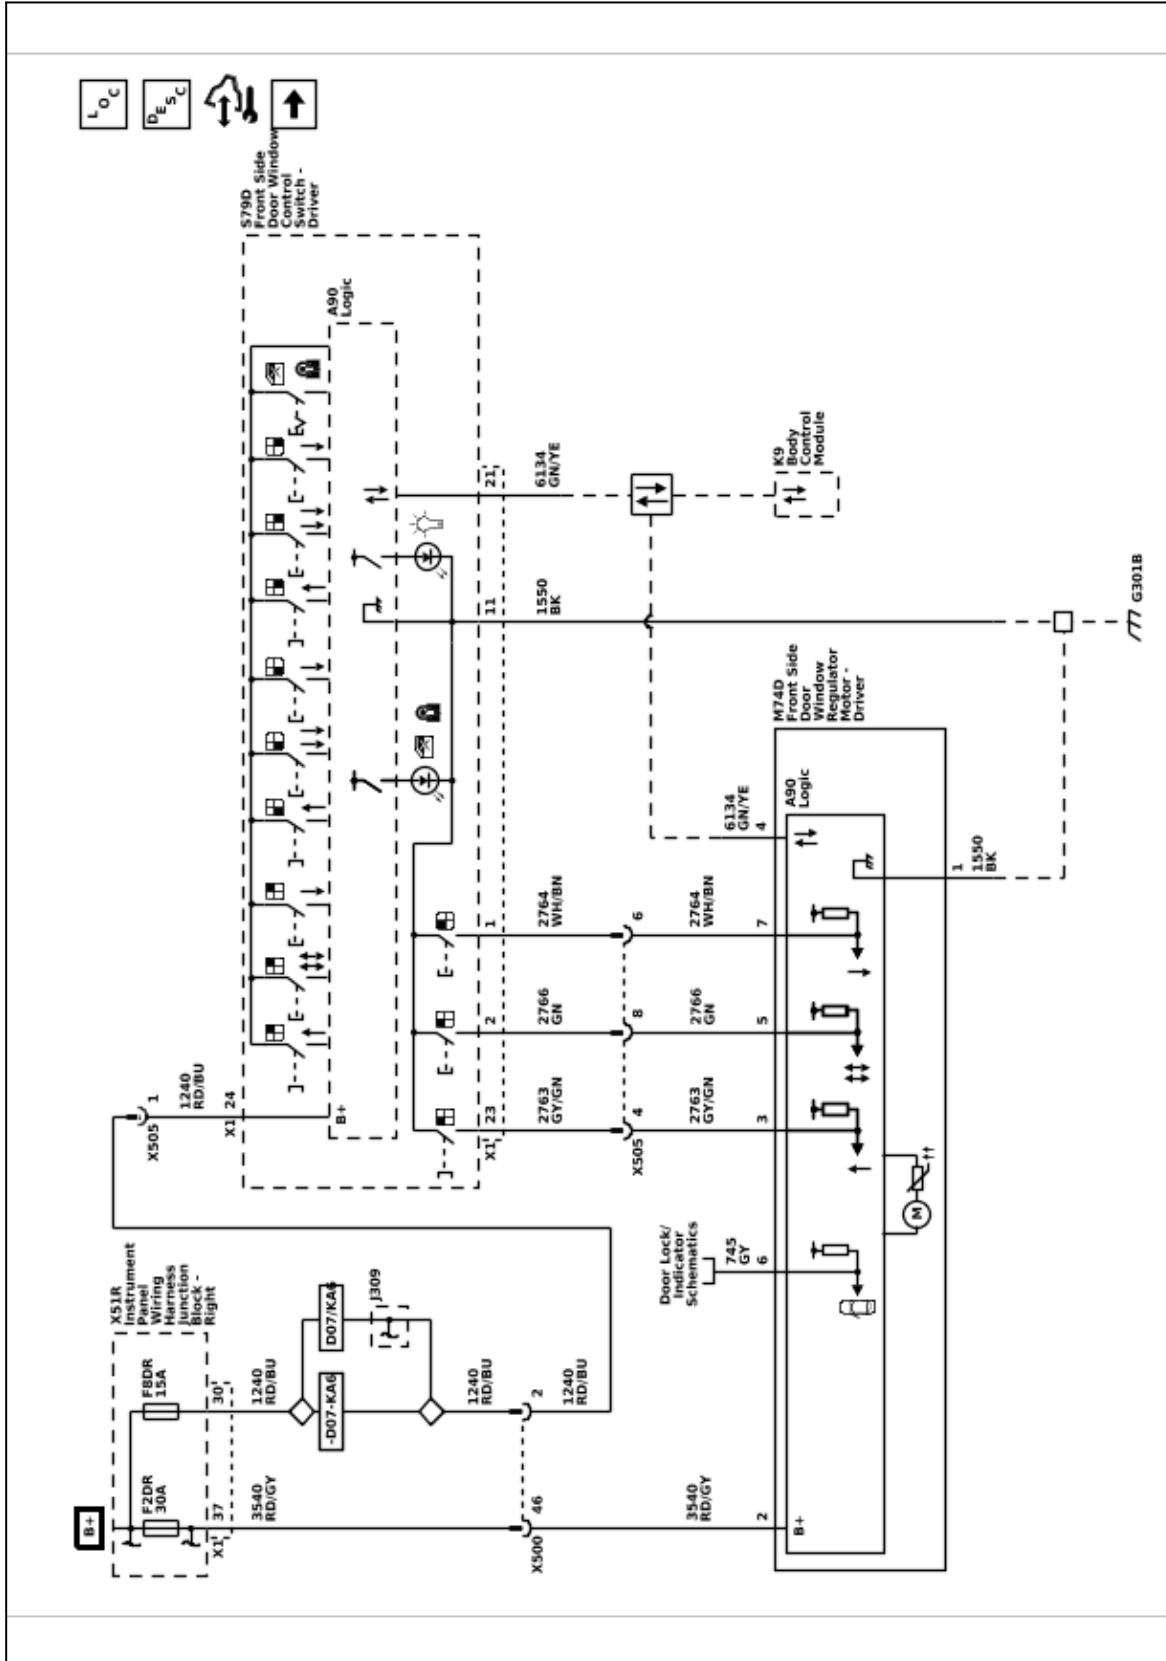 LOC
DESC
S79D
Front Side
Door Window
Control
Switch -
Driver
A90
Logic
B+
X505
1
1240
RD/BU
X1
24
X1
23
2
1
11
21
2763
GY/GN
2766
GN
2764
WH/BN
1550
BK
6134
GN/YE
X505
4
8
6
2763
GY/GN
2766
GN
2764
WH/BN
K9
Body
Control
Module
G301B
B+
X51R
Instrument
Panel
Wiring
Harness
Junction
Block -
Right
F2DR
30A
F8DR
15A
X1
37
30
3540
RD/GY
1240
RD/BU
-D07-KA6
D07/KA6
J309
1240
RD/BU
X500
46
2
3540
RD/GY
1240
RD/BU
Door Lock/
Indicator
Schematics
745
GY
2
6
3
5
7
6134
GN/YE
4
M74D
Front Side
Door
Window
Regulator
Motor -
Driver
A90
Logic
B+
M
1
1550
BK